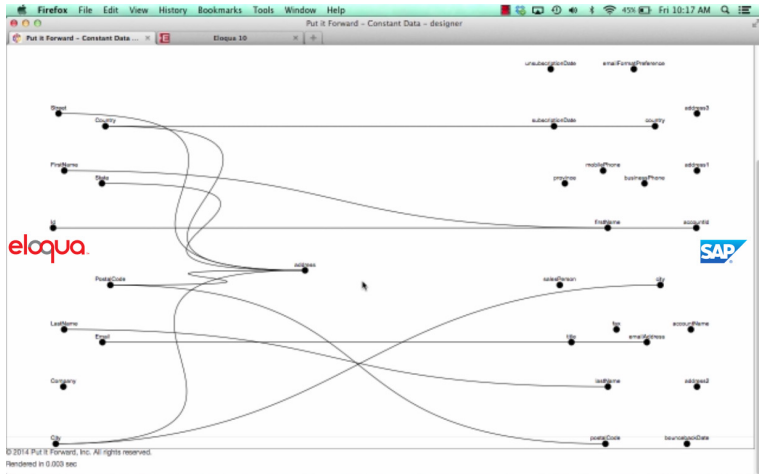 Firefox File Edit View History Bookmarks Tools Window Help 45% Fri 10:17 AM
Put it Forward – Constant Data – designer
Put it Forward – Constant Data ... × Eloqua 10 × +
unsubscriptionDate emailFormatPreference
Street address3
Country subscriptionDate country
FirstName mobilePhone address1
State province businessPhone
Id firstName accountId
eloqua. SAP
address
PostalCode salesPerson city
LastName fax accountName
Email title emailAddress
Company lastName address2
City postalCode bouncebackDate
© 2014 Put It Forward, Inc. All rights reserved.
Rendered in 0.003 sec